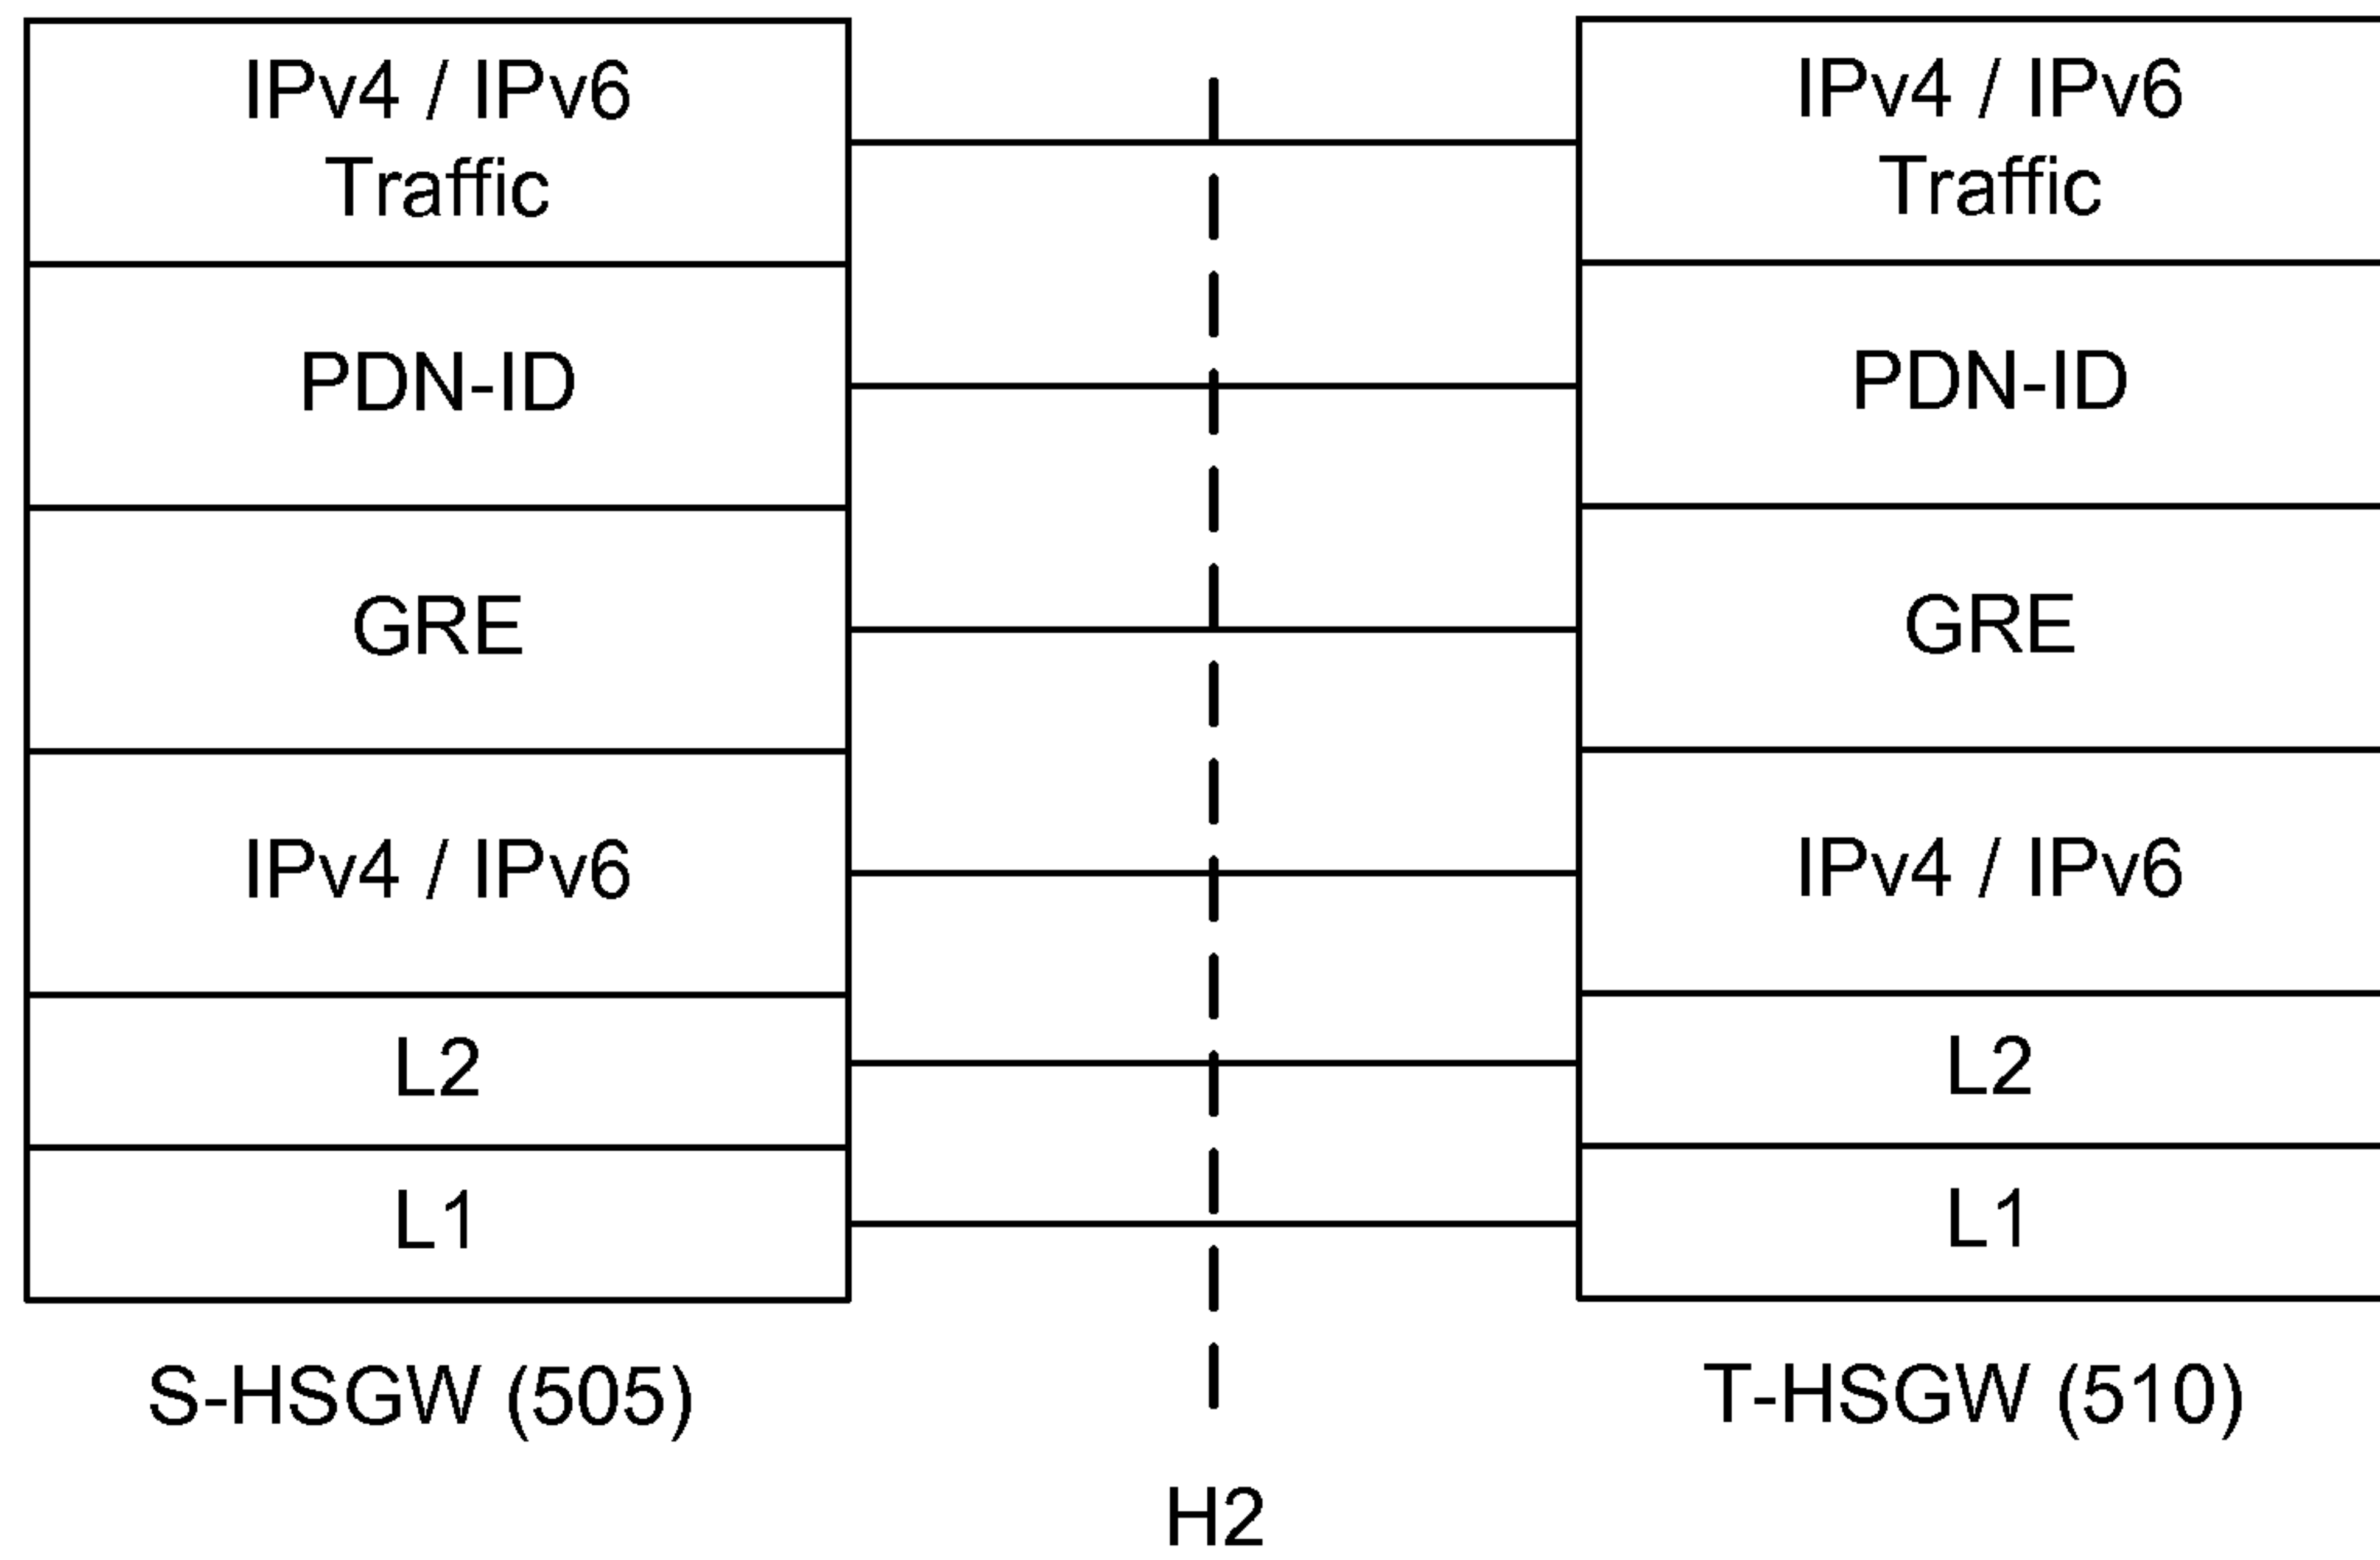 IPv4 / IPv6
Traffic
PDN-ID
GRE
IPv4 / IPv6
L2
L1
S-HSGW (505)
H2
IPv4 / IPv6
Traffic
PDN-ID
GRE
IPv4 / IPv6
L2
L1
T-HSGW (510)